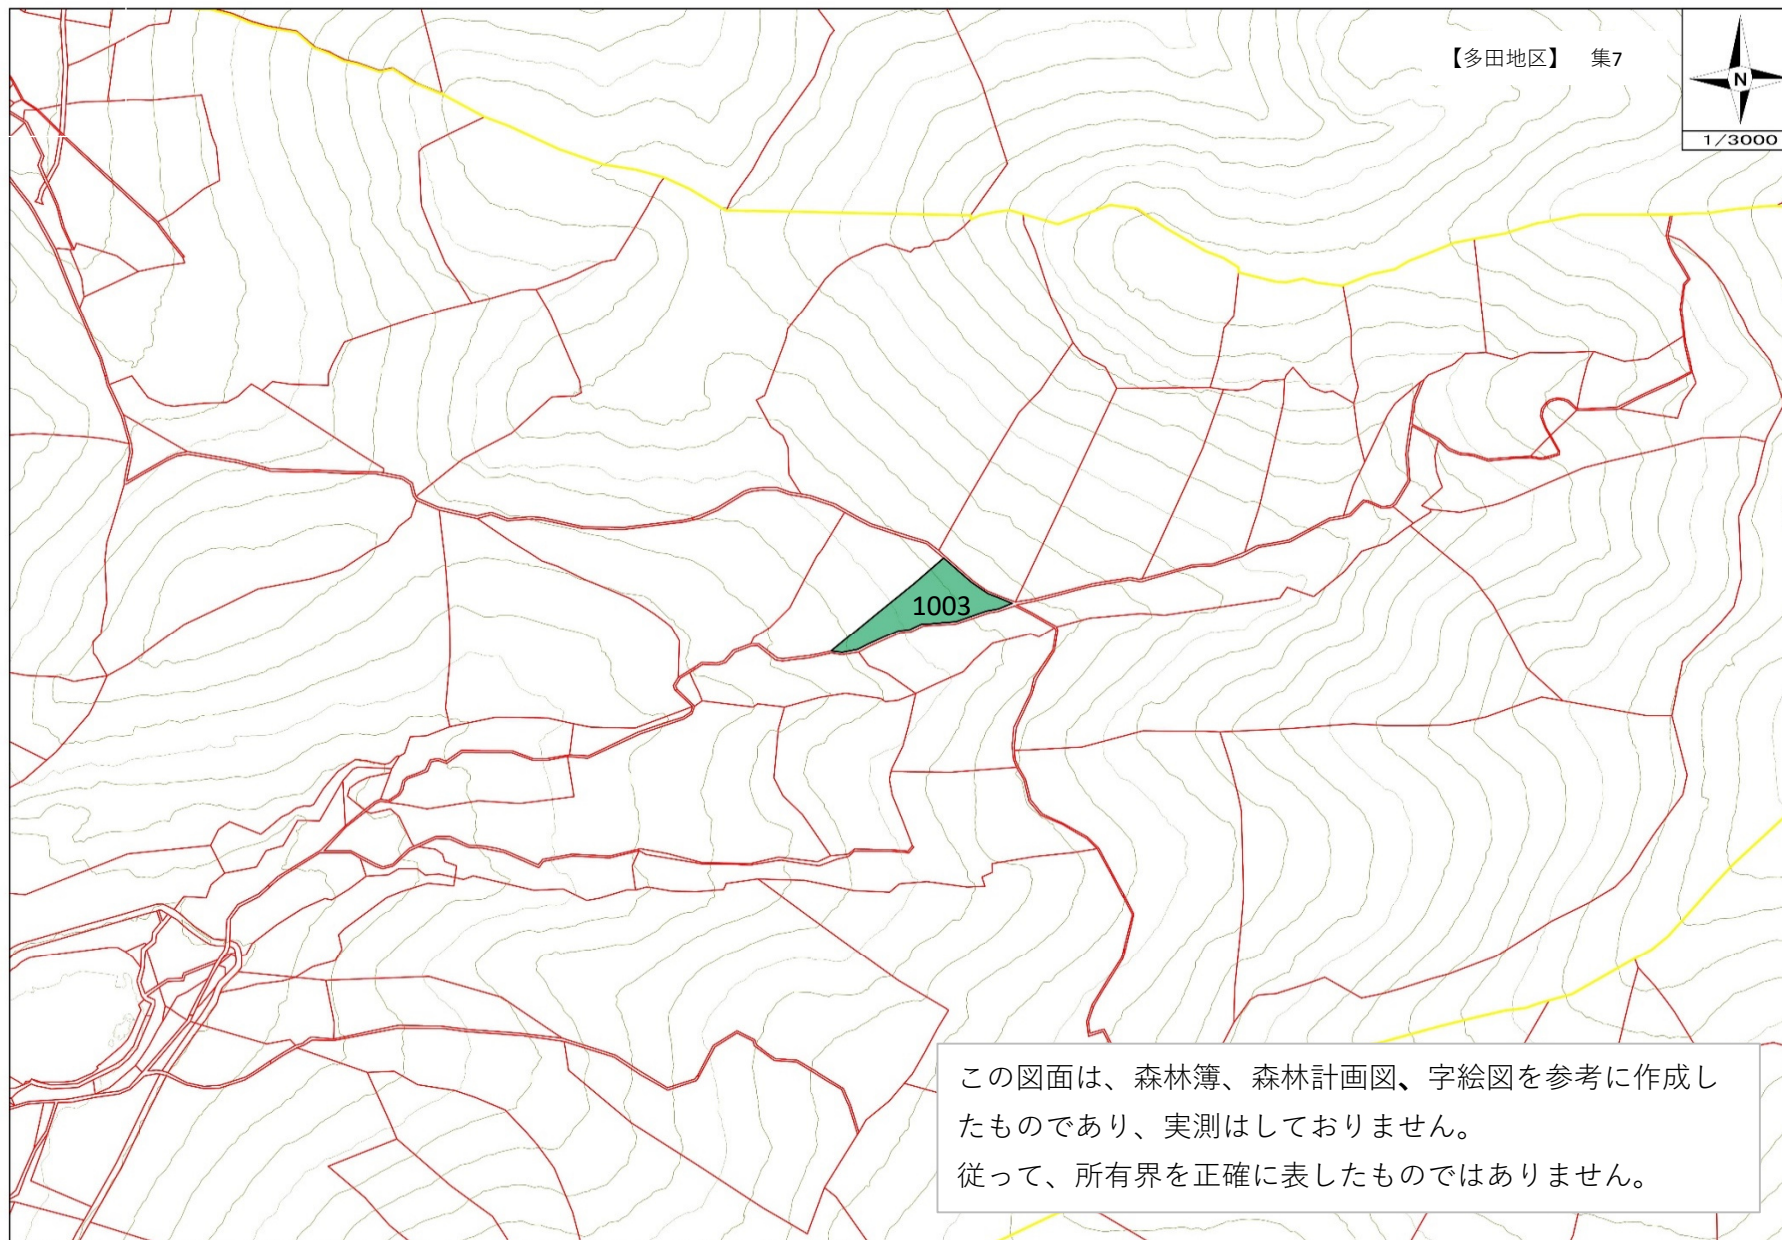 【多田地区】　集7
N
1/3000
1003
この図面は、森林簿、森林計画図、字絵図を参考に作成し
たものであり、実測はしておりません。
従って、所有界を正確に表したものではありません。